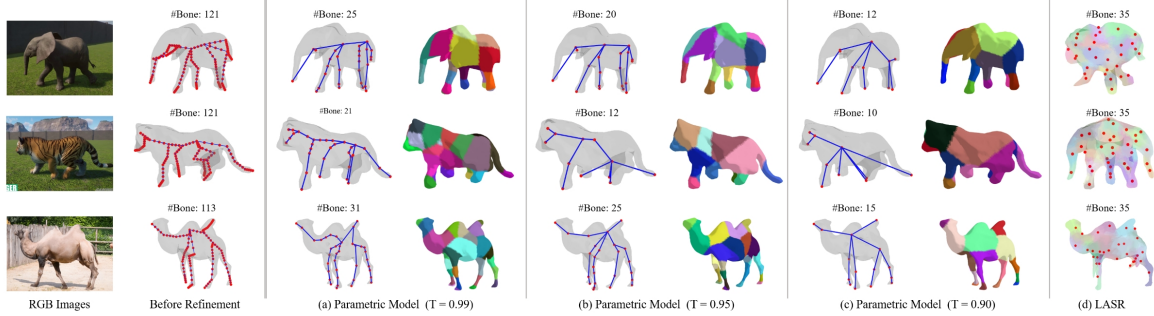 #Bone: 121
#Bone: 25
#Bone: 20
#Bone: 12
#Bone: 35
#Bone: 121
#Bone: 21
#Bone: 12
#Bone: 10
#Bone: 35
#Bone: 113
#Bone: 31
#Bone: 25
#Bone: 15
#Bone: 35
RGB Images
Before Refinement
(a) Parametric Model (T = 0.99)
(b) Parametric Model (T = 0.95)
(c) Parametric Model (T = 0.90)
(d) LASR